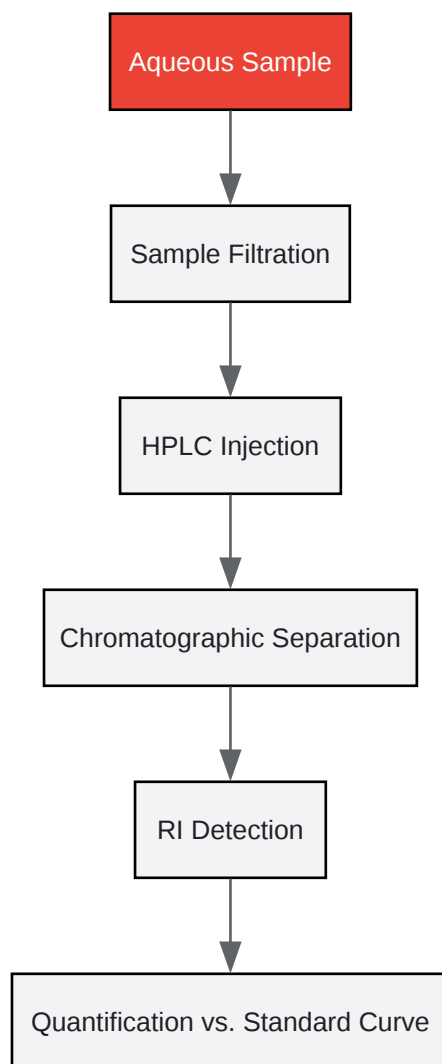 Aqueous Sample
Sample Filtration
HPLC Injection
Chromatographic Separation
RI Detection
Quantification vs. Standard Curve